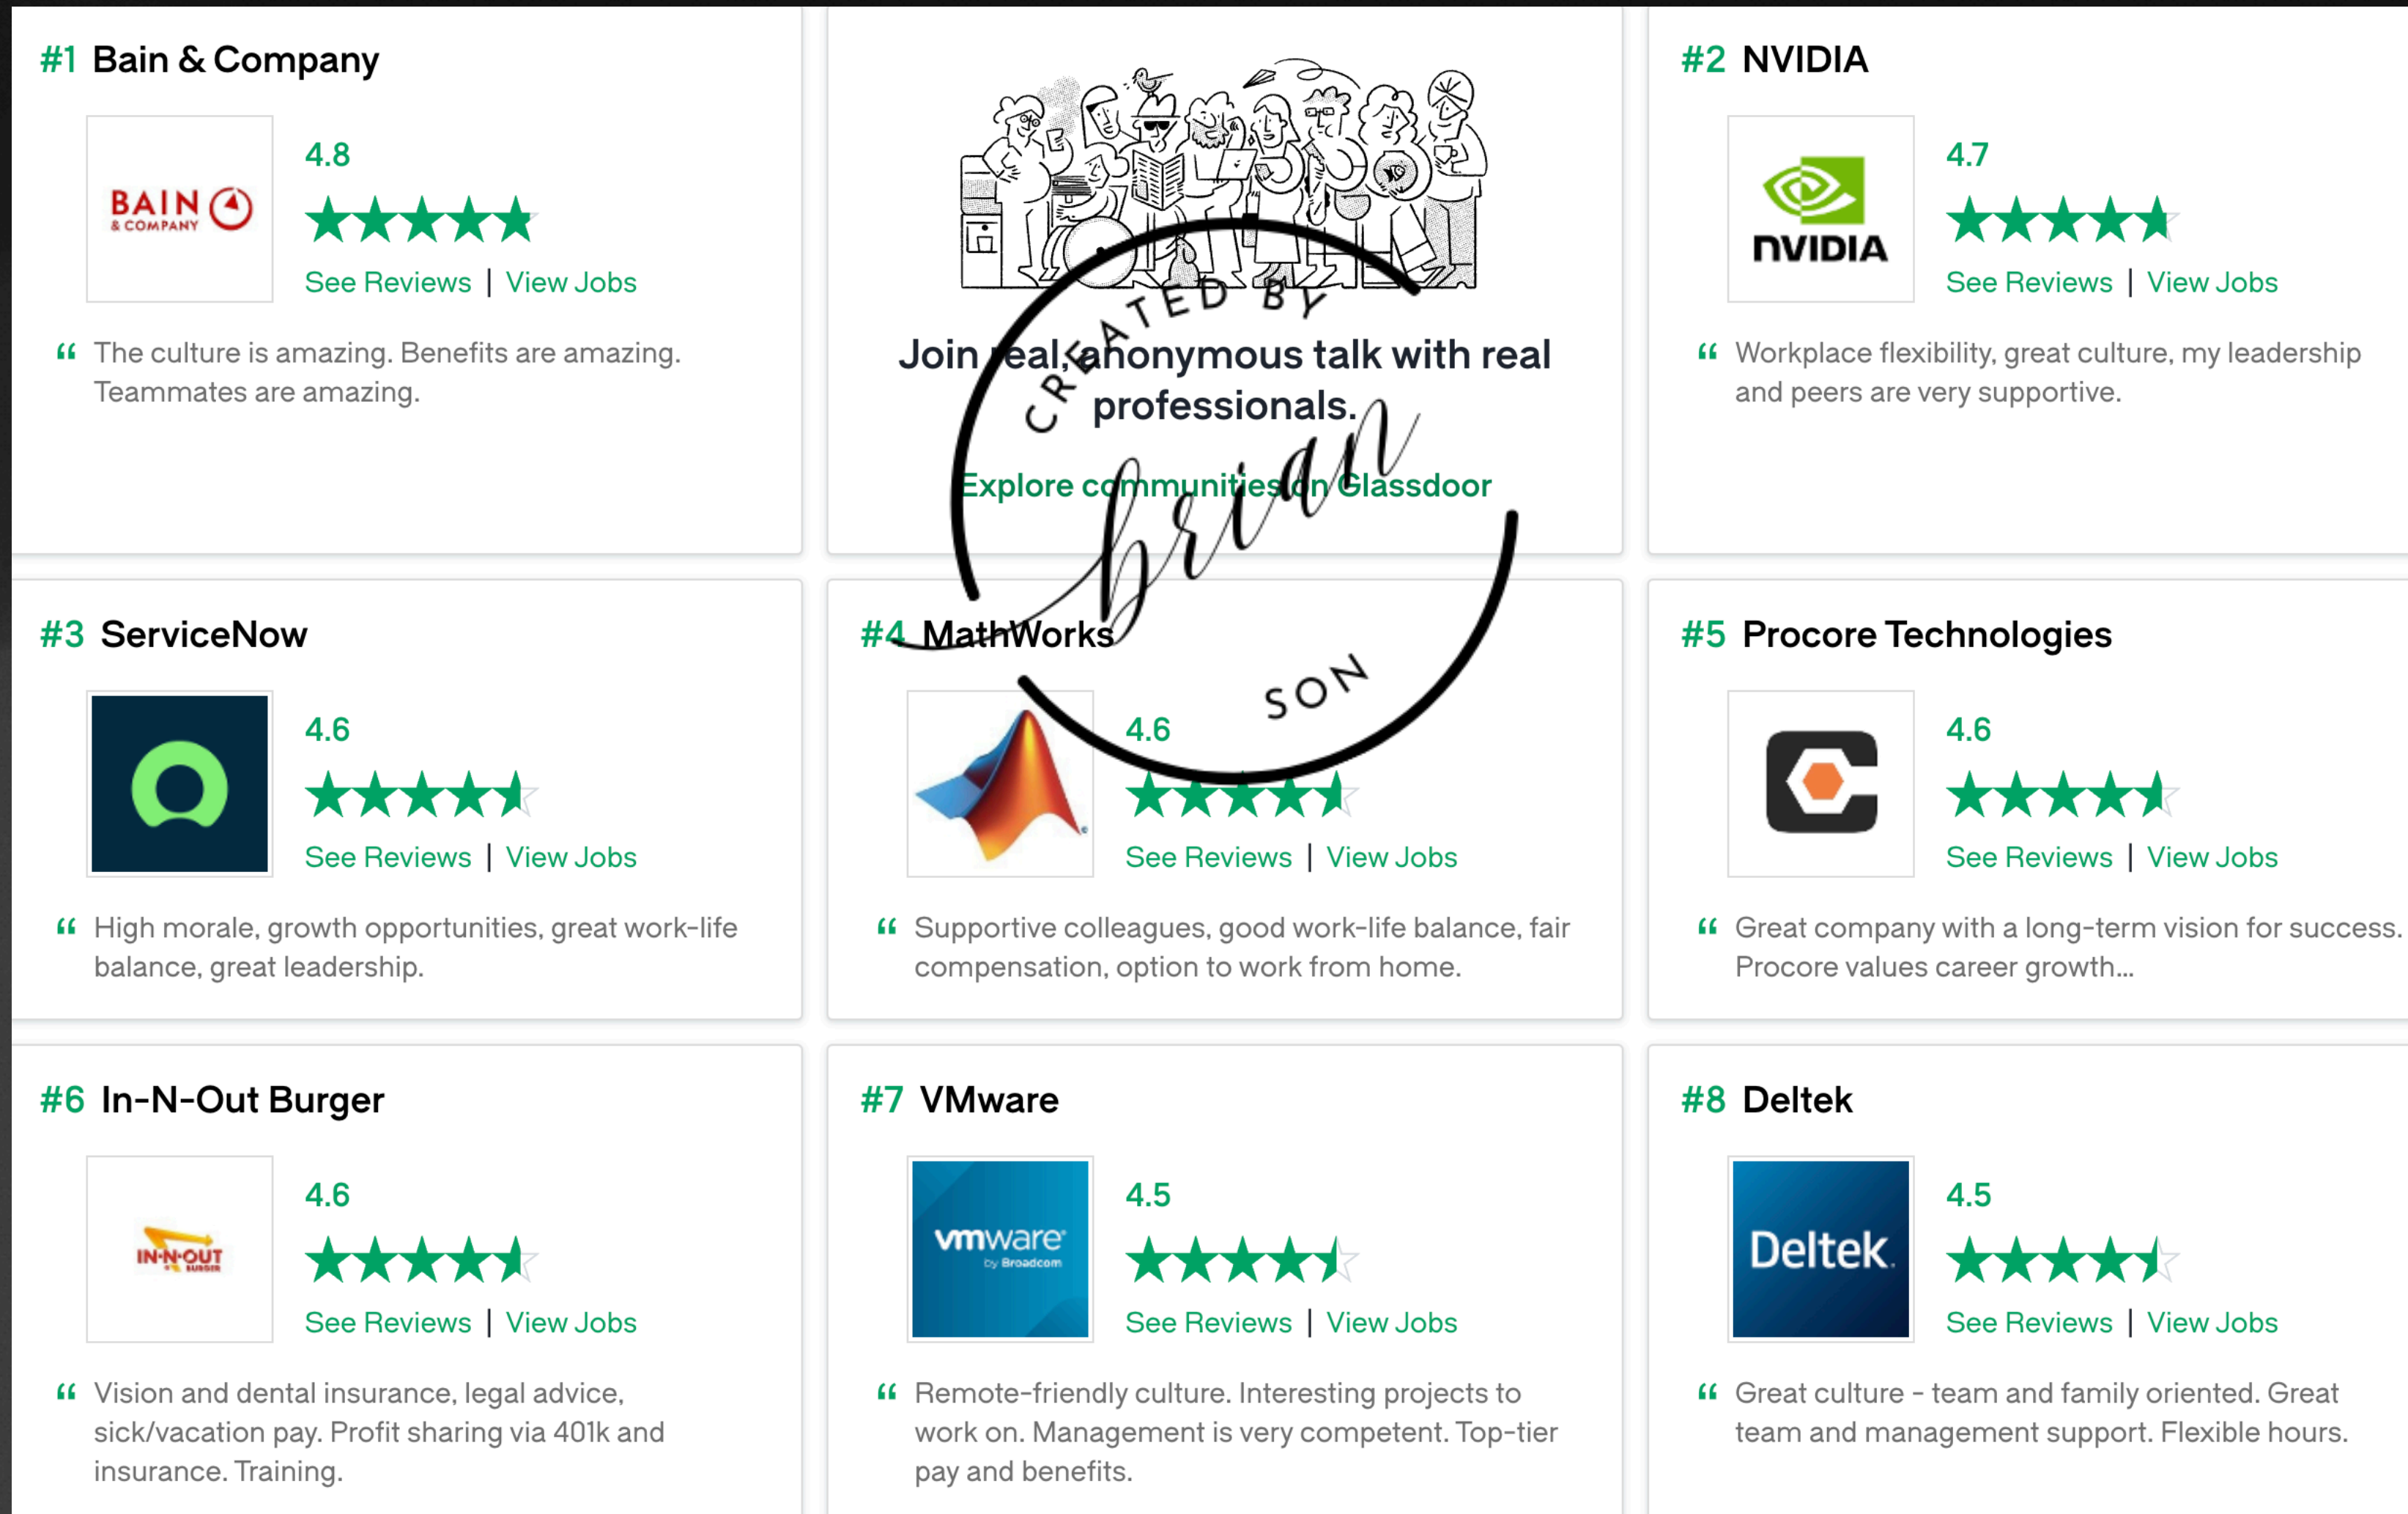 #1 Bain & Company
BAIN
& COMPANY
4.8
See Reviews | View Jobs
“ The culture is amazing. Benefits are amazing.
Teammates are amazing.
Join real, anonymous talk with real
professionals.
Explore communities on Glassdoor
CREATED BY
brian
SON
#2 NVIDIA
NVIDIA
4.7
See Reviews | View Jobs
“ Workplace flexibility, great culture, my leadership
and peers are very supportive.
#3 ServiceNow
4.6
See Reviews | View Jobs
“ High morale, growth opportunities, great work-life
balance, great leadership.
#4 MathWorks
4.6
See Reviews | View Jobs
“ Supportive colleagues, good work-life balance, fair
compensation, option to work from home.
#5 Procore Technologies
4.6
See Reviews | View Jobs
“ Great company with a long-term vision for success.
Procore values career growth...
#6 In-N-Out Burger
IN-N-OUT
BURGER
4.6
See Reviews | View Jobs
“ Vision and dental insurance, legal advice,
sick/vacation pay. Profit sharing via 401k and
insurance. Training.
#7 VMware
vmware®
by Broadcom
4.5
See Reviews | View Jobs
“ Remote-friendly culture. Interesting projects to
work on. Management is very competent. Top-tier
pay and benefits.
#8 Deltek
Deltek.
4.5
See Reviews | View Jobs
“ Great culture - team and family oriented. Great
team and management support. Flexible hours.